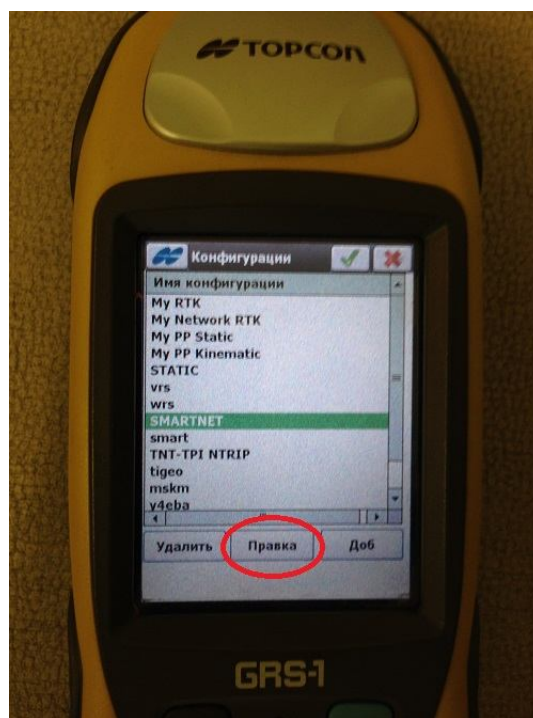 TOPCON
Конфигурации
Имя конфигурации
My RTK
My Network RTK
My PP Static
My PP Kinematic
STATIC
vrs
wrs
SMARTNET
smart
TNT-TPI NTRIP
tigeo
mskm
y4eba
Удалить Правка Доб
GRS-1